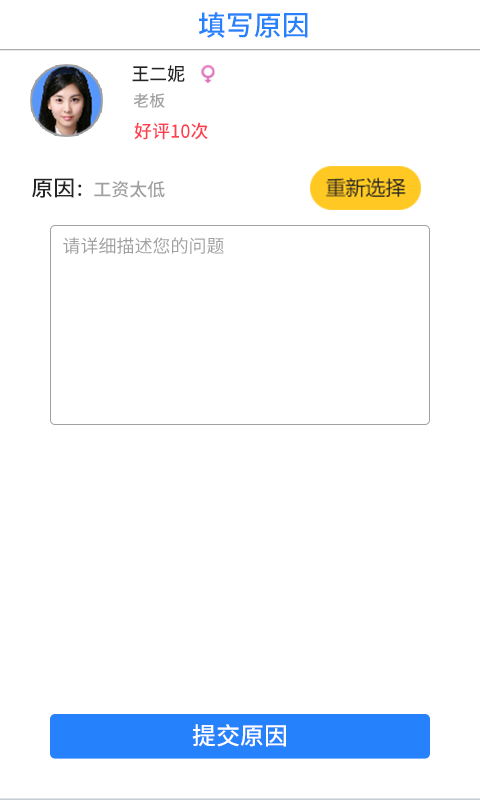 填写原因
王二妮
老板
好评10次
原因：工资太低 重新选择
请详细描述您的问题
提交原因